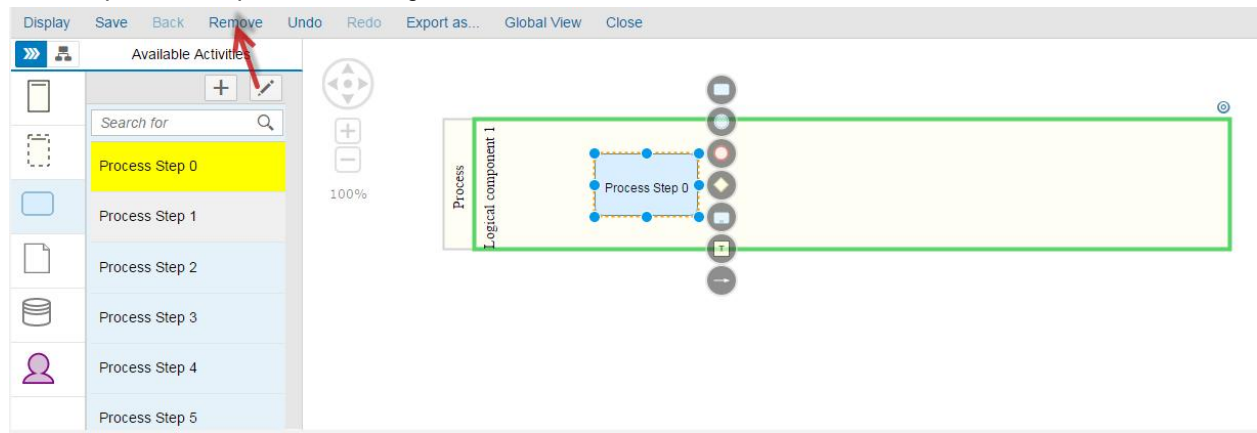 Display Save Back Remove Undo Redo Export as... Global View Close
Available Activities
Search for
Process Step 0
Process Step 1
Process Step 2
Process Step 3
Process Step 4
Process Step 5
100%
Process
Logical component 1
Process Step 0
T